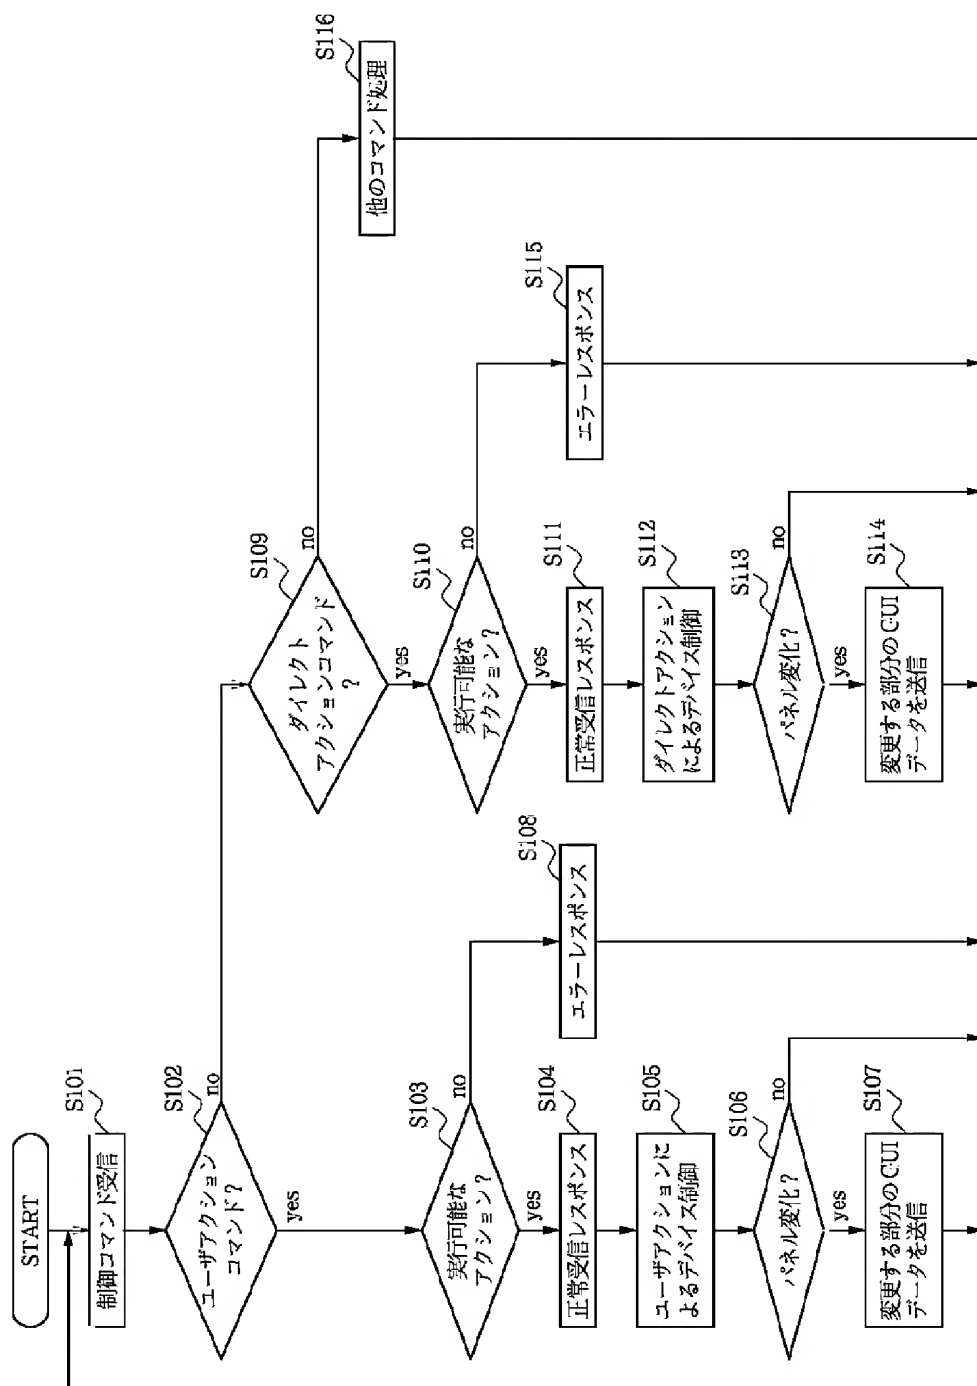 START
S101
制御コマンド受信
S102
ユーザアクション
コマンド？
no
yes
S103
実行可能な
アクション？
no
yes
S104
正常受信レスポンス
S105
ユーザアクションに
よるデバイス制御
S106
パネル変化？
no
yes
S107
変更する部分のGUI
データを送信
S108
エラーレスポンス
S109
ダイレクト
アクションコマンド
？
no
yes
S110
実行可能な
アクション？
no
yes
S111
正常受信レスポンス
S112
ダイレクトアクション
によるデバイス制御
S113
パネル変化？
no
yes
S114
変更する部分のGUI
データを送信
S115
エラーレスポンス
S116
他のコマンド処理